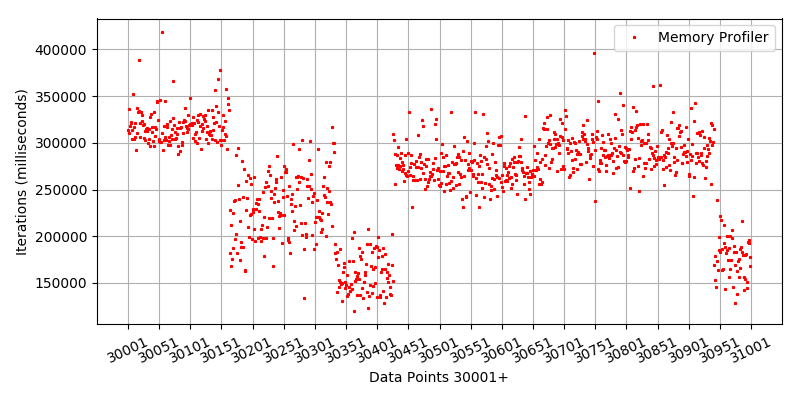 Memory Profiler
Iterations (milliseconds)
400000
350000
300000
250000
200000
150000
30001 30051 30101 30151 30201 30251 30301 30351 30401 30451 30501 30551 30601 30651 30701 30751 30801 30851 30901 30951 31001
Data Points 30001+